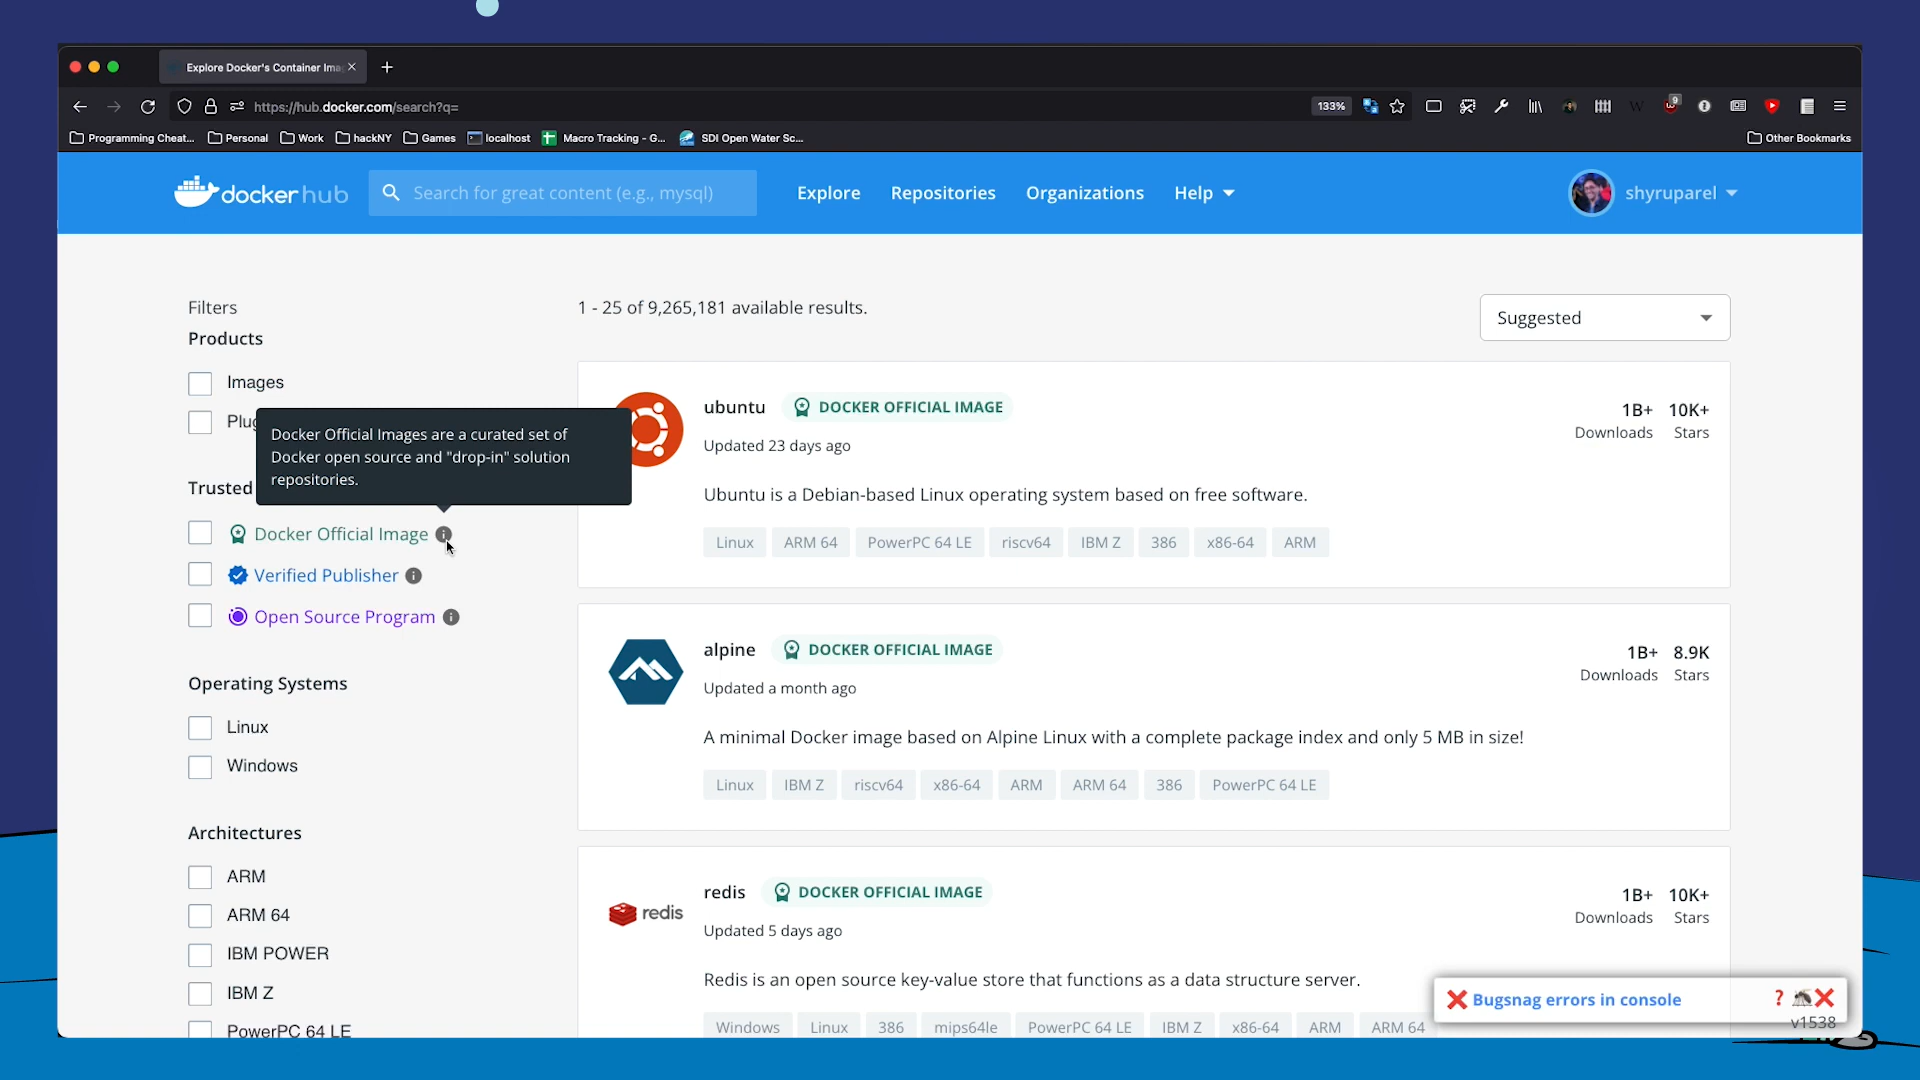 Explore Docker's Container Ima
https://hub.docker.com/search?q=
133%
9
Programming Cheat...
Personal
Work
hackNY
Games
localhost
Macro Tracking - G...
SDI Open Water Sc...
Other Bookmarks
docker hub
Search for great content (e.g., mysql)
Explore
Repositories
Organizations
Help
shyruparel
Filters
1 - 25 of 9,265,181 available results.
Suggested
Products
Images
Plug
Docker Official Images are a curated set of
Docker open source and "drop-in" solution
repositories.
Trusted
Docker Official Image
Verified Publisher
Open Source Program
Operating Systems
Linux
Windows
Architectures
ARM
ARM 64
IBM POWER
IBM Z
PowerPC 64 LE
ubuntu
DOCKER OFFICIAL IMAGE
1B+ 10K+
Downloads Stars
Updated 23 days ago
Ubuntu is a Debian-based Linux operating system based on free software.
Linux ARM 64 PowerPC 64 LE riscv64 IBM Z 386 x86-64 ARM
alpine
DOCKER OFFICIAL IMAGE
1B+ 8.9K
Downloads Stars
Updated a month ago
A minimal Docker image based on Alpine Linux with a complete package index and only 5 MB in size!
Linux IBM Z riscv64 x86-64 ARM ARM 64 386 PowerPC 64 LE
redis
redis
DOCKER OFFICIAL IMAGE
1B+ 10K+
Downloads Stars
Updated 5 days ago
Redis is an open source key-value store that functions as a data structure server.
Windows Linux 386 mips64le PowerPC 64 LE IBM Z x86-64 ARM ARM 64
Bugsnag errors in console
?
v1538